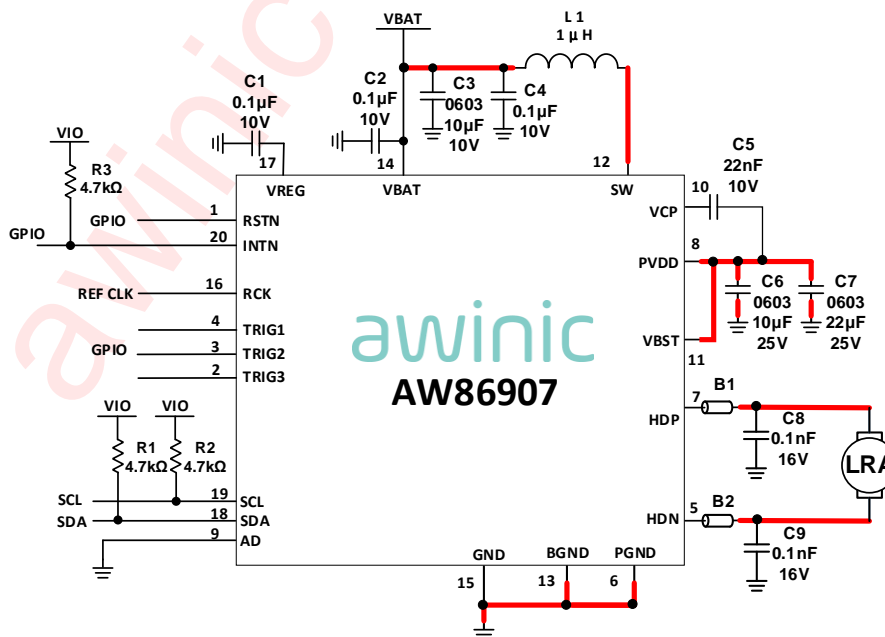 VBAT
L 1
1 µ H
C1
0.1µF
10V
C2
0.1µF
10V
C3
0603
10µF
10V
C4
0.1µF
10V
VIO
R3
4.7kΩ
17
14
12
C5
22nF
10V
VREG
VBAT
SW
10
VCP
GPIO
1
RSTN
GPIO
20
INTN
8
PVDD
REF CLK
16
RCK
C6
0603
10µF
25V
C7
0603
22µF
25V
4
TRIG1
GPIO
3
TRIG2
2
TRIG3
VBST
11
awinic
AW86907
VIO
VIO
R1
4.7kΩ
R2
4.7kΩ
7
B1
HDP
C8
0.1nF
16V
LRA
SCL
19
SCL
SDA
18
SDA
9
AD
5
B2
HDN
C9
0.1nF
16V
GND
BGND
PGND
15
13
6
awinic